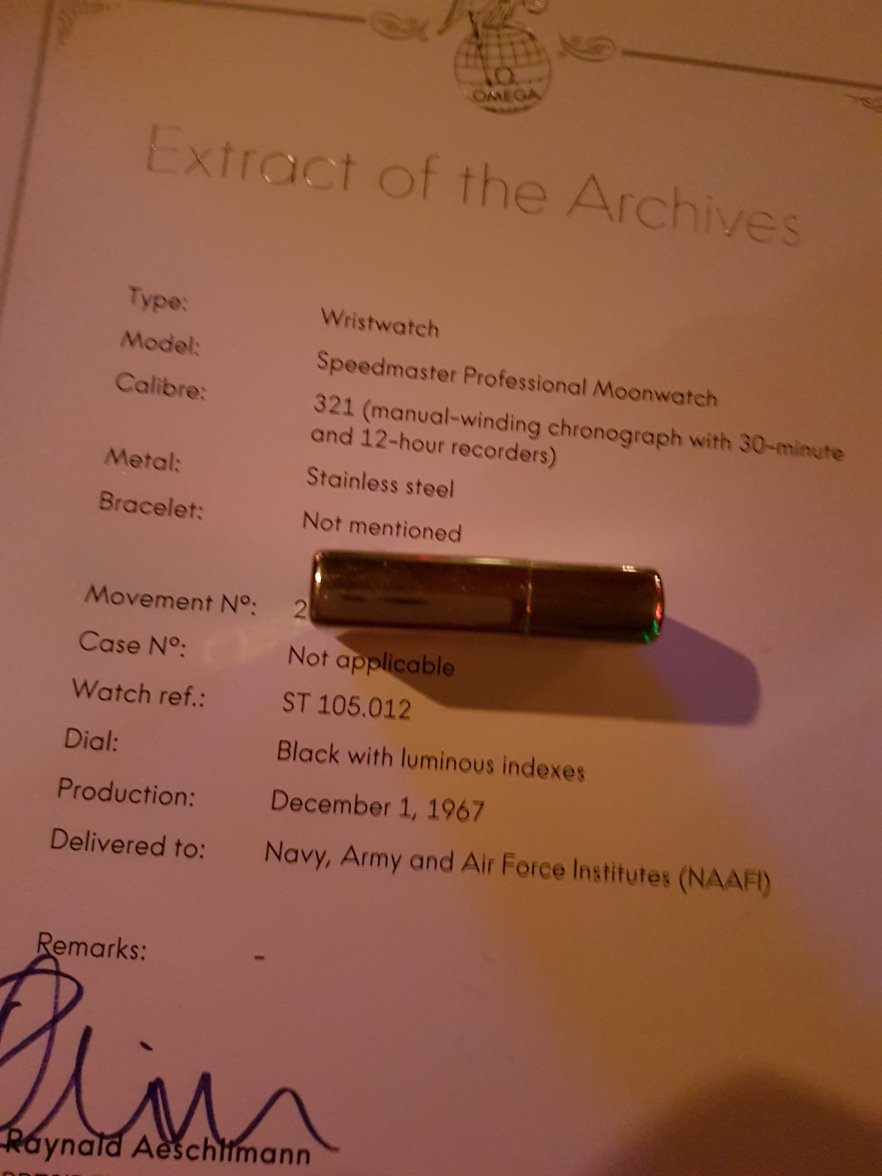 Ω
OMEGA
Extract of the Archives
Type: Wristwatch
Model: Speedmaster Professional Moonwatch
Calibre: 321 (manual-winding chronograph with 30-minute
and 12-hour recorders)
Metal: Stainless steel
Bracelet: Not mentioned
Movement Nº: 2
Case Nº: Not applicable
Watch ref.: ST 105.012
Dial: Black with luminous indexes
Production: December 1, 1967
Delivered to: Navy, Army and Air Force Institutes (NAAFI)
Remarks: -
Raynald Aeschlimann